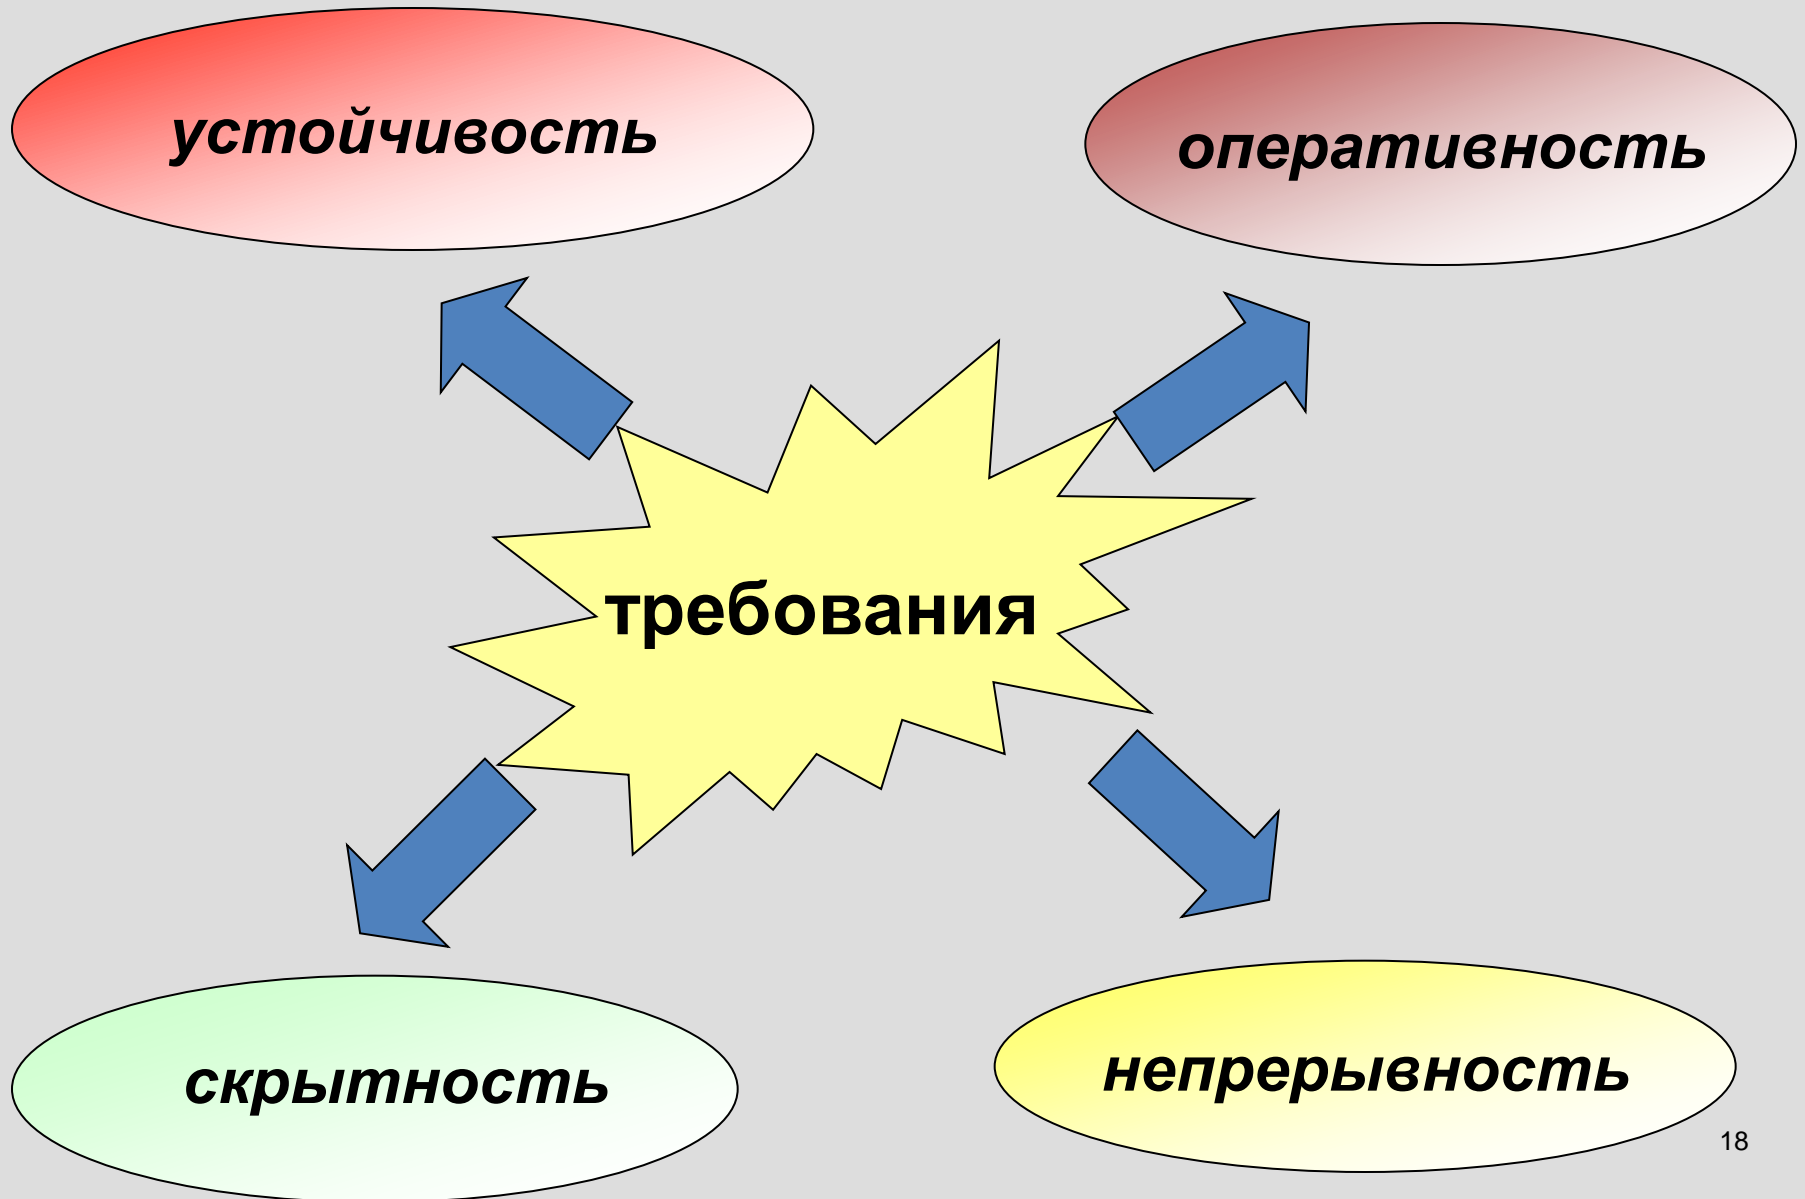 устойчивость
оперативность
требования
скрытность
непрерывность
18